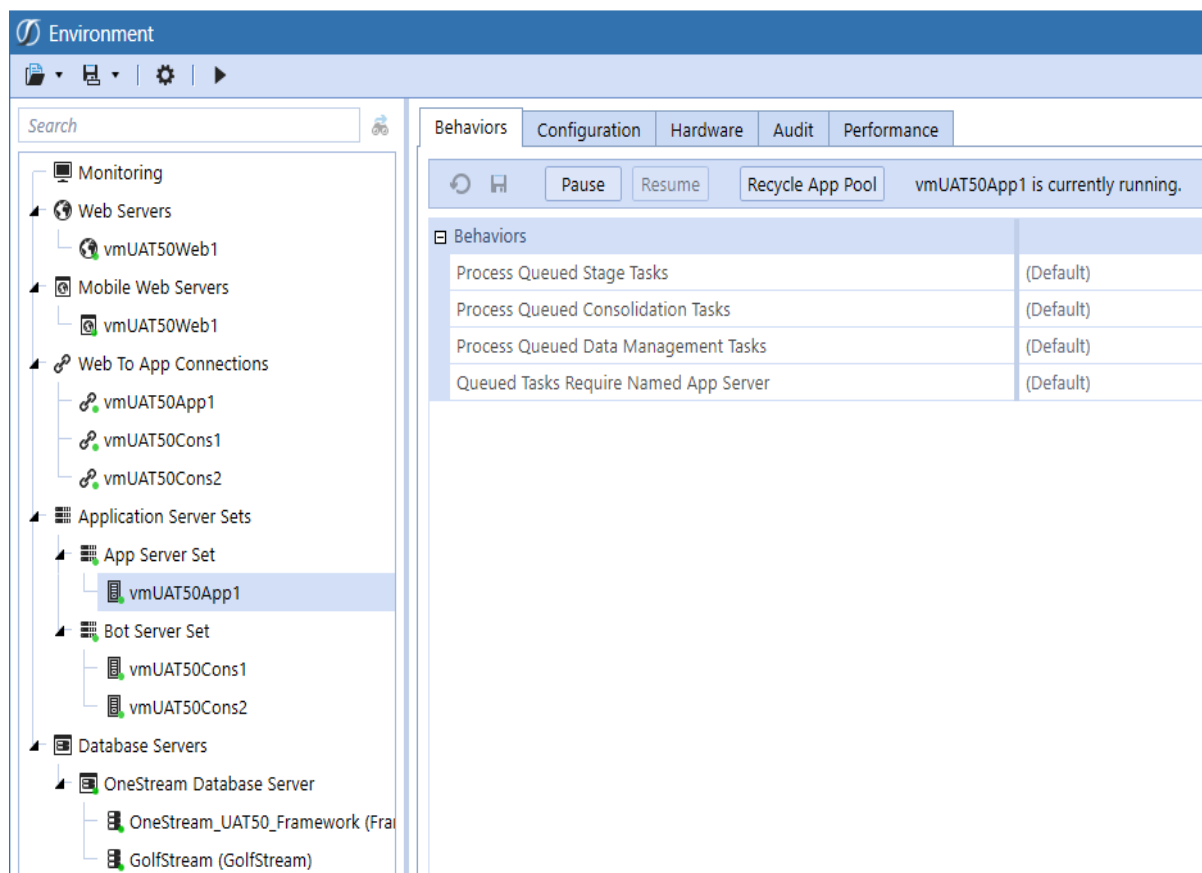 Environment
Search
Monitoring
Web Servers
vmUAT50Web1
Mobile Web Servers
vmUAT50Web1
Web To App Connections
vmUAT50App1
vmUAT50Cons1
vmUAT50Cons2
Application Server Sets
App Server Set
vmUAT50App1
Bot Server Set
vmUAT50Cons1
vmUAT50Cons2
Database Servers
OneStream Database Server
OneStream_UAT50_Framework (Fra
GolfStream (GolfStream)
Behaviors Configuration Hardware Audit Performance
Pause Resume Recycle App Pool vmUAT50App1 is currently running.
Behaviors
Process Queued Stage Tasks (Default)
Process Queued Consolidation Tasks (Default)
Process Queued Data Management Tasks (Default)
Queued Tasks Require Named App Server (Default)